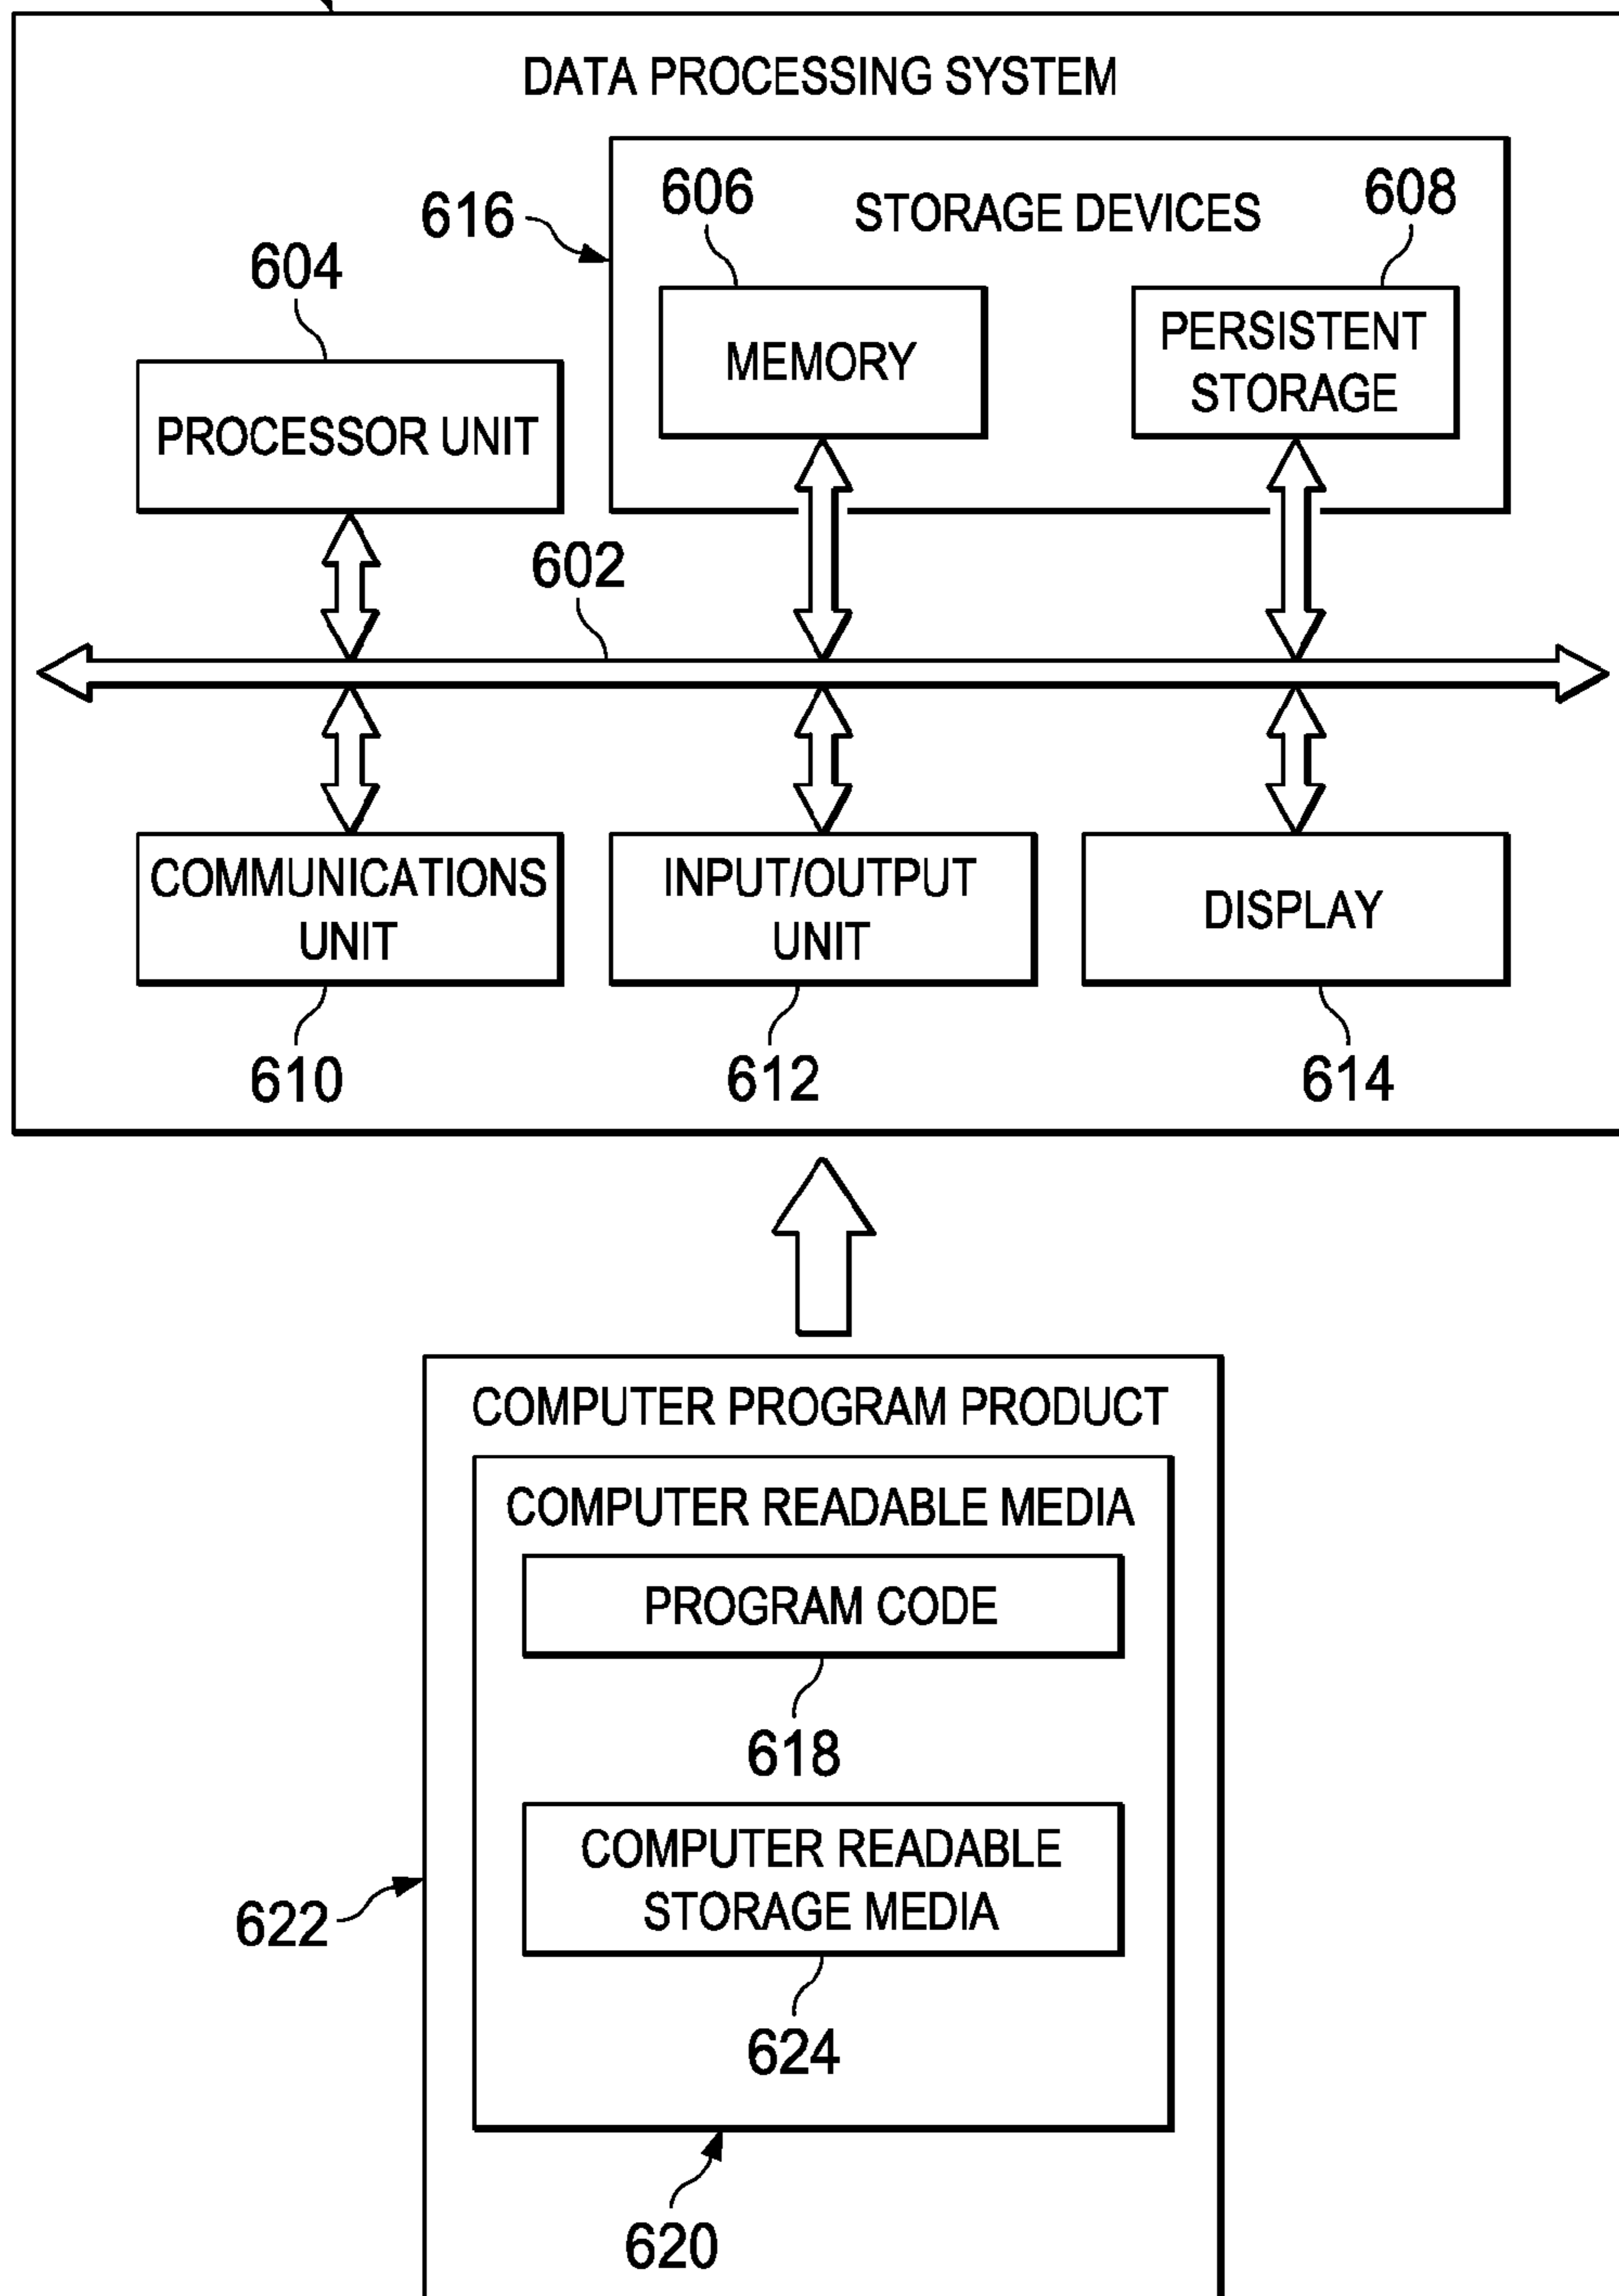 DATA PROCESSING SYSTEM
616
606
STORAGE DEVICES
608
604
MEMORY
PERSISTENT
STORAGE
PROCESSOR UNIT
602
COMMUNICATIONS
UNIT
INPUT/OUTPUT
UNIT
DISPLAY
610
612
614
COMPUTER PROGRAM PRODUCT
COMPUTER READABLE MEDIA
PROGRAM CODE
618
COMPUTER READABLE
STORAGE MEDIA
622
624
620